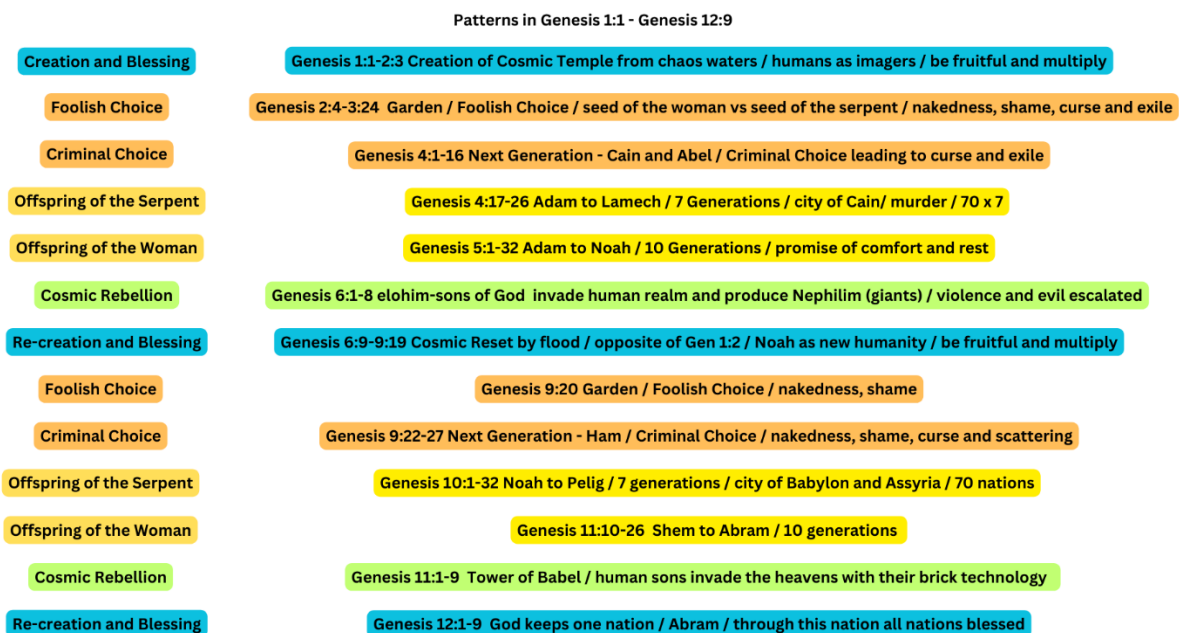 Patterns in Genesis 1:1 - Genesis 12:9
Creation and Blessing Genesis 1:1-2:3 Creation of Cosmic Temple from chaos waters / humans as imagers / be fruitful and multiply
Foolish Choice Genesis 2:4-3:24 Garden / Foolish Choice / seed of the woman vs seed of the serpent / nakedness, shame, curse and exile
Criminal Choice Genesis 4:1-16 Next Generation - Cain and Abel / Criminal Choice leading to curse and exile
Offspring of the Serpent Genesis 4:17-26 Adam to Lamech / 7 Generations / city of Cain/ murder / 70 x 7
Offspring of the Woman Genesis 5:1-32 Adam to Noah / 10 Generations / promise of comfort and rest
Cosmic Rebellion Genesis 6:1-8 elohim-sons of God invade human realm and produce Nephilim (giants) / violence and evil escalated
Re-creation and Blessing Genesis 6:9-9:19 Cosmic Reset by flood / opposite of Gen 1:2 / Noah as new humanity / be fruitful and multiply
Foolish Choice Genesis 9:20 Garden / Foolish Choice / nakedness, shame
Criminal Choice Genesis 9:22-27 Next Generation - Ham / Criminal Choice / nakedness, shame, curse and scattering
Offspring of the Serpent Genesis 10:1-32 Noah to Pelig / 7 generations / city of Babylon and Assyria / 70 nations
Offspring of the Woman Genesis 11:10-26 Shem to Abram / 10 generations
Cosmic Rebellion Genesis 11:1-9 Tower of Babel / human sons invade the heavens with their brick technology
Re-creation and Blessing Genesis 12:1-9 God keeps one nation / Abram / through this nation all nations blessed